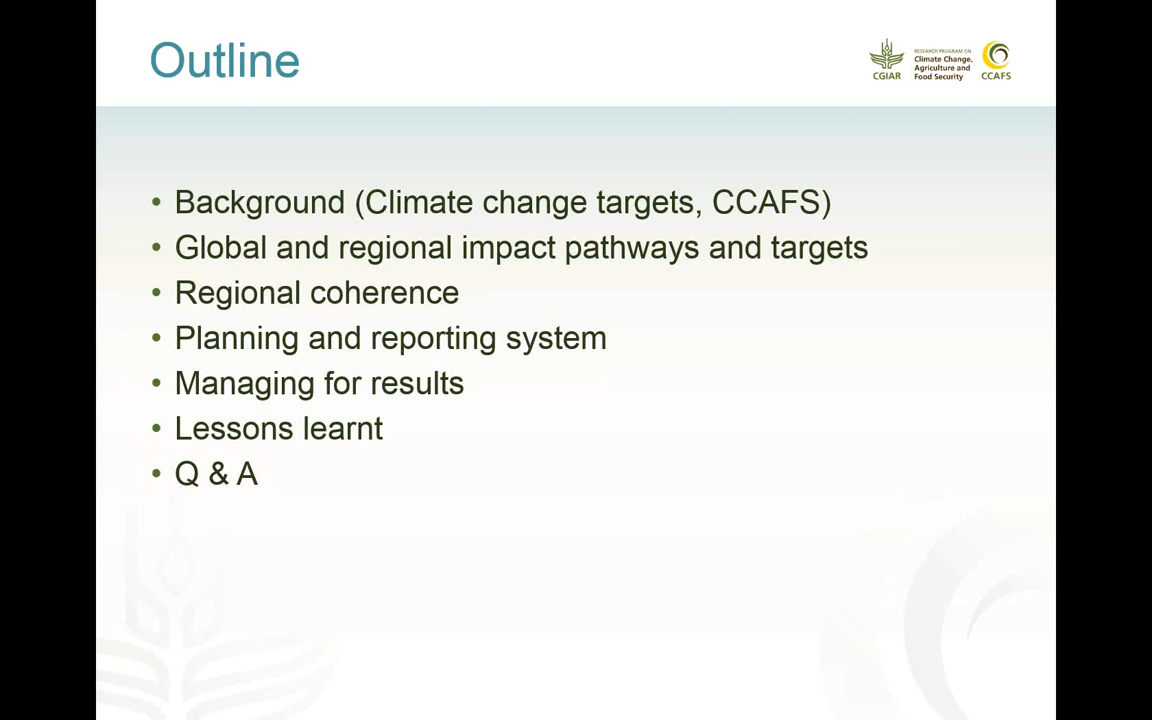 Outline
CGIAR
RESEARCH PROGRAM ON
Climate Change,
Agriculture and
Food Security
CCAFS
• Background (Climate change targets, CCAFS)
• Global and regional impact pathways and targets
• Regional coherence
• Planning and reporting system
• Managing for results
• Lessons learnt
• Q & A